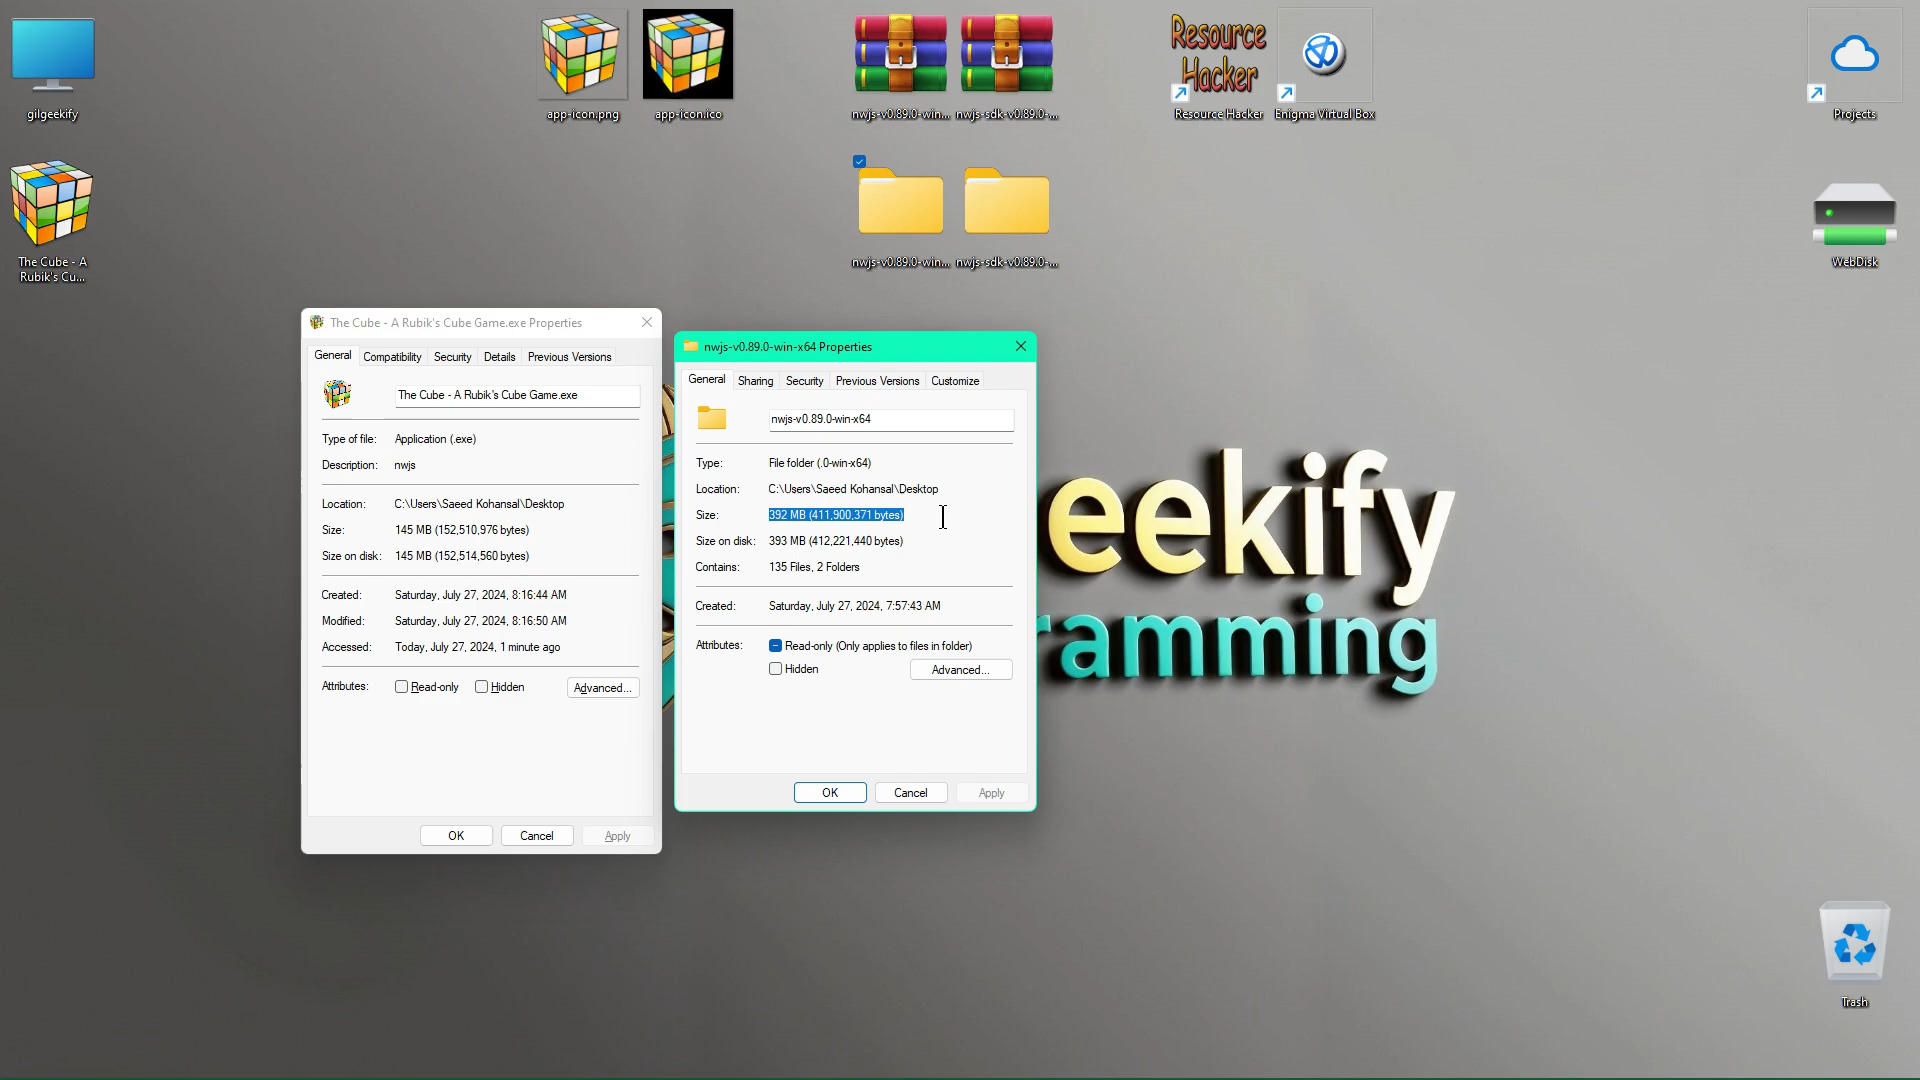 gilgeekify
app-icon.png
app-icon.ico
nwjs-v0.89.0-win...
nwjs-sdk-v0.89.0-...
Resource
Hacker
Resource Hacker
Enigma Virtual Box
Projects
The Cube - A
Rubik's Cu...
nwjs-v0.89.0-win...
nwjs-sdk-v0.89.0-...
WebDisk
The Cube - A Rubik's Cube Game.exe Properties
General
Compatibility
Security
Details
Previous Versions
The Cube - A Rubik's Cube Game.exe
Type of file: Application (.exe)
Description: nwjs
Location: C:\Users\Saeed Kohansal\Desktop
Size: 145 MB (152,510,976 bytes)
Size on disk: 145 MB (152,514,560 bytes)
Created: Saturday, July 27, 2024, 8:16:44 AM
Modified: Saturday, July 27, 2024, 8:16:50 AM
Accessed: Today, July 27, 2024, 1 minute ago
Attributes: Read-only Hidden Advanced...
OK Cancel Apply
nwjs-v0.89.0-win-x64 Properties
General
Sharing
Security
Previous Versions
Customize
nwjs-v0.89.0-win-x64
Type: File folder (.0-win-x64)
Location: C:\Users\Saeed Kohansal\Desktop
Size: 392 MB (411,900,371 bytes)
Size on disk: 393 MB (412,221,440 bytes)
Contains: 135 Files, 2 Folders
Created: Saturday, July 27, 2024, 7:57:43 AM
Attributes: Read-only (Only applies to files in folder)
Hidden Advanced...
OK Cancel Apply
eekify
ramming
Trash